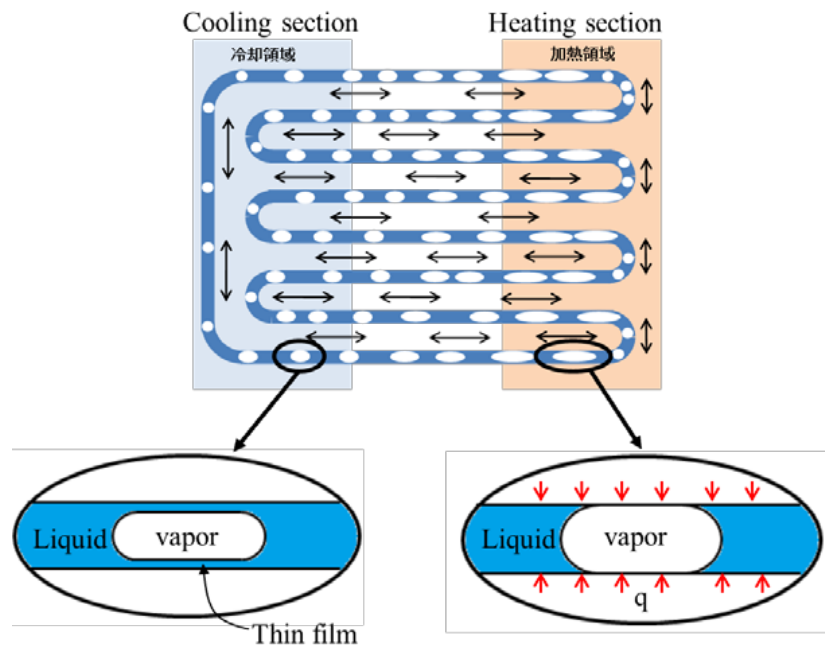 Cooling section
Heating section
冷却領域
加熱領域
Liquid
vapor
Thin film
Liquid
vapor
q